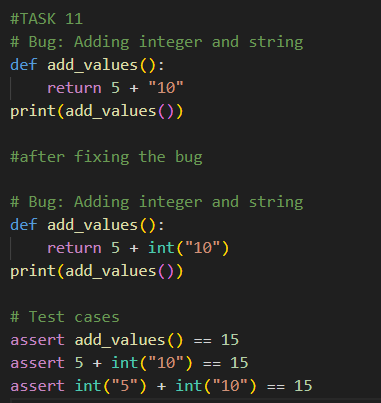 #TASK 11
# Bug: Adding integer and string
def add_values():
    return 5 + "10"
print(add_values())

#after fixing the bug

# Bug: Adding integer and string
def add_values():
    return 5 + int("10")
print(add_values())

# Test cases
assert add_values() == 15
assert 5 + int("10") == 15
assert int("5") + int("10") == 15